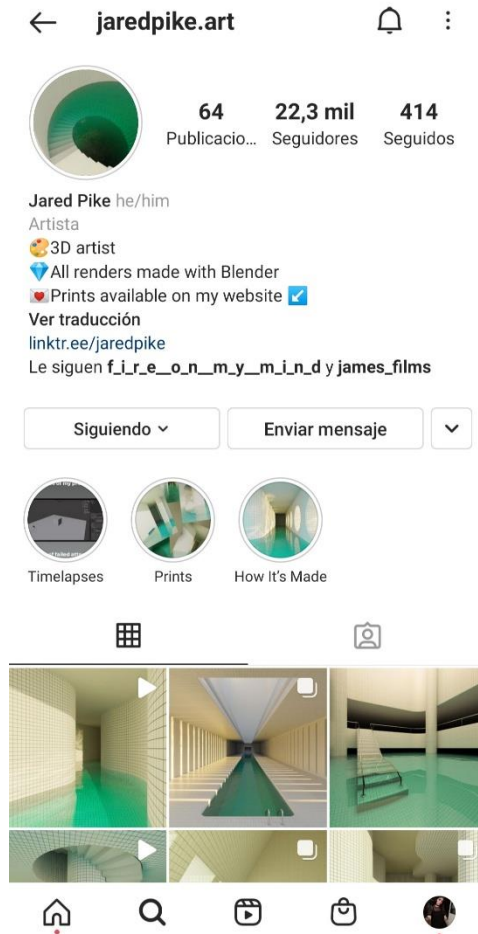 jaredpike.art
64 22,3 mil 414
Publicacio... Seguidores Seguidos
Jared Pike he/him
Artista
🎨3D artist
💎All renders made with Blender
💌Prints available on my website ↙️
Ver traducción
linktr.ee/jaredpike
Le siguen f_i_r_e__o_n__m_y__m_i_n_d y james_films
Siguiendo
Enviar mensaje
Timelapses Prints How It's Made